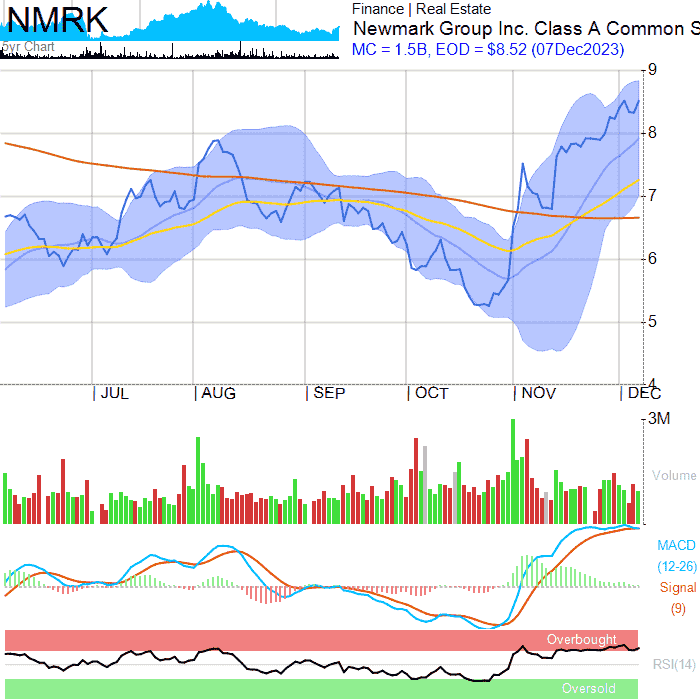 NMRK
5yr Chart
Finance | Real Estate
Newmark Group Inc. Class A Common S
MC = 1.5B, EOD = $8.52 (07Dec2023)
9
8
7
6
5
4
JUL AUG SEP OCT NOV DEC
3M
Volume
MACD
(12-26)
Signal
(9)
Overbought
RSI(14)
Oversold